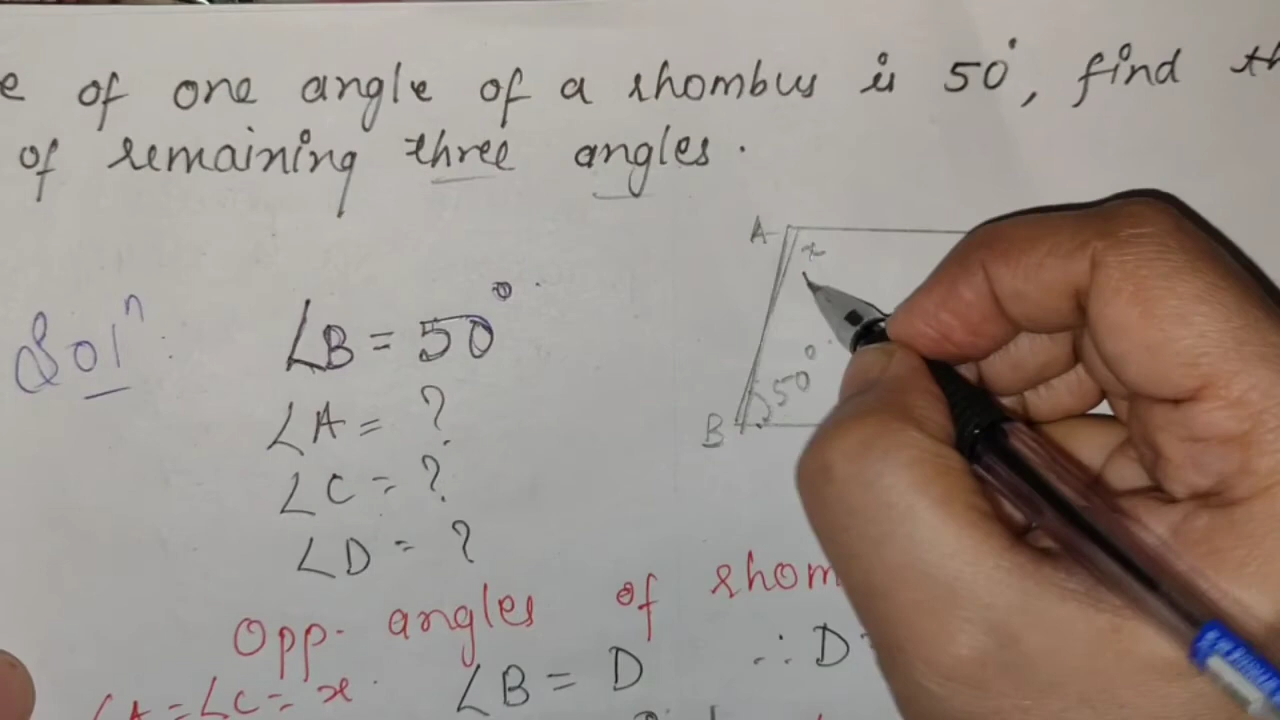 e of one angle of a rhombus is 50°, find th
of remaining three angles.
Solⁿ:
∠B = 50°
∠A = ?
∠C = ?
∠D = ?
A
x
50°
B
Opp. angles of rhom
∠A = ∠C = x
∠B = D
∴ D =